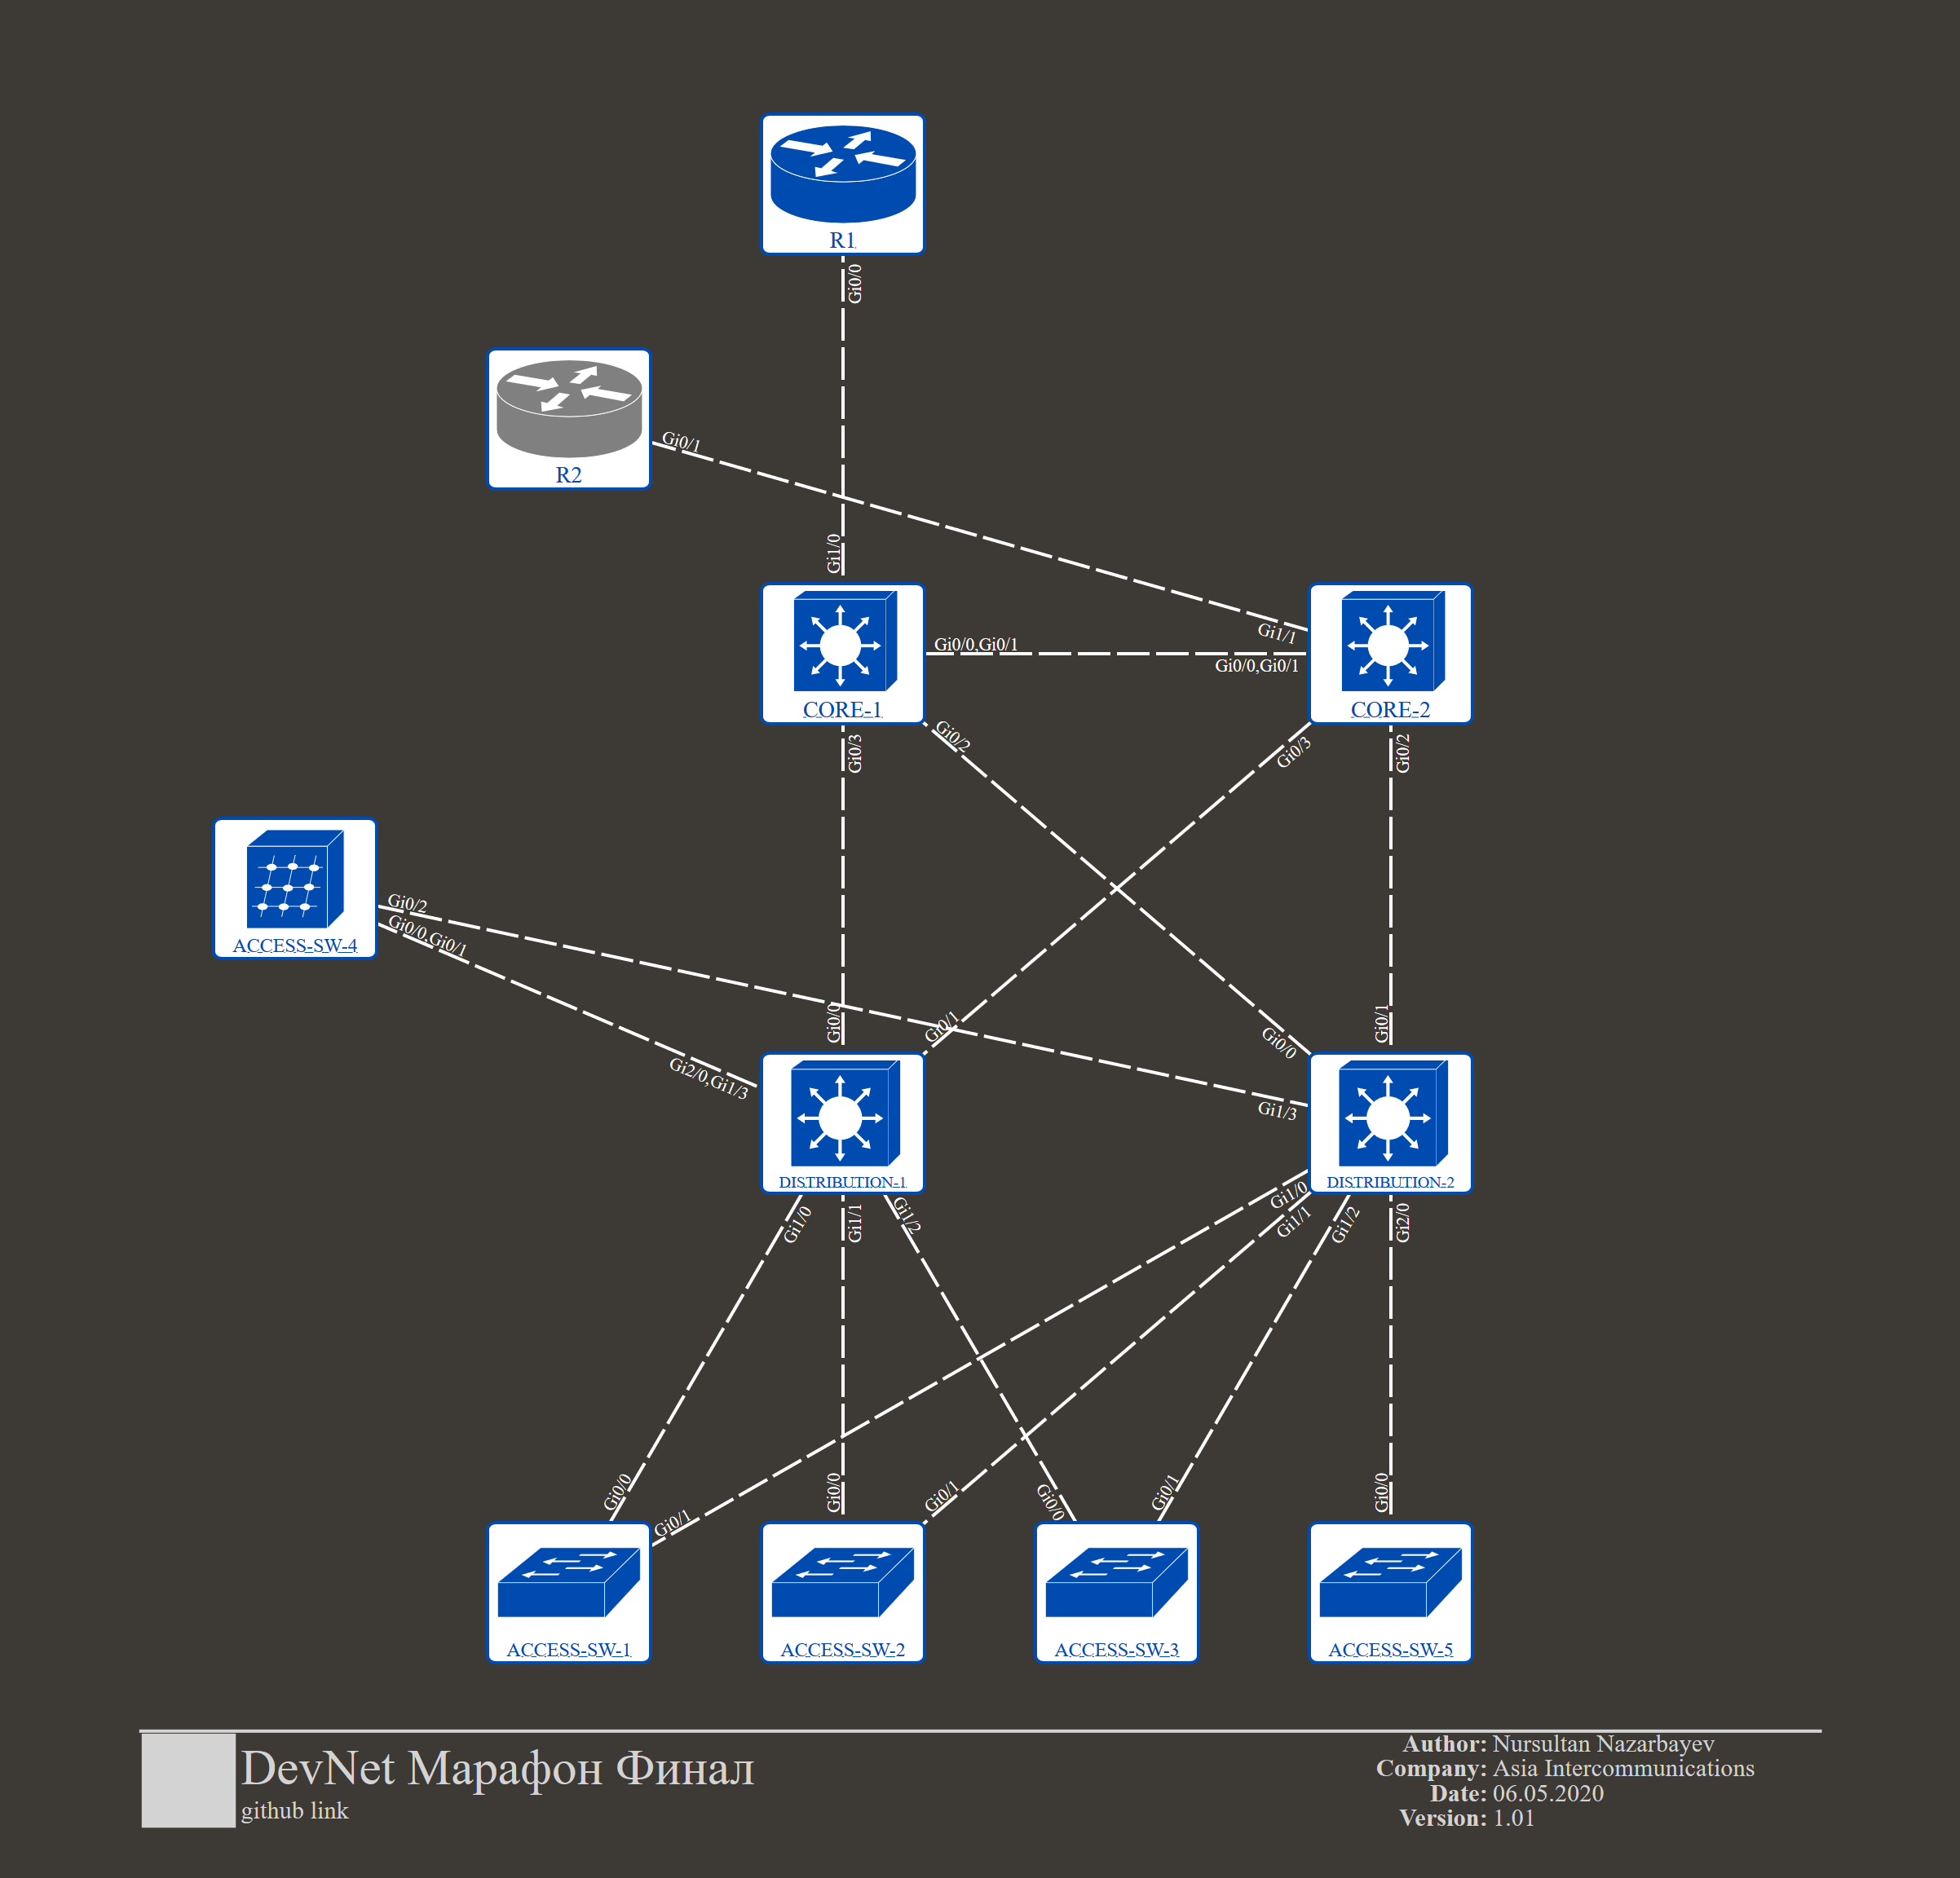 R1
Gi0/0
R2
Gi0/1
Gi1/0
Gi1/1
Gi0/0,Gi0/1
Gi0/0,Gi0/1
CORE-1
CORE-2
Gi0/3
Gi0/2
Gi0/3
Gi0/2
ACCESS-SW-4
Gi0/2
Gi0/0,Gi0/1
Gi0/0
Gi0/1
Gi0/0
Gi0/1
Gi2/0,Gi1/3
Gi1/3
DISTRIBUTION-1
DISTRIBUTION-2
Gi1/0
Gi1/1
Gi1/2
Gi1/0
Gi1/1
Gi1/2
Gi2/0
Gi0/0
Gi0/1
Gi0/0
Gi0/1
Gi0/0
Gi0/1
Gi0/0
ACCESS-SW-1
ACCESS-SW-2
ACCESS-SW-3
ACCESS-SW-5
DevNet Марафон Финал
github link
Author: Nursultan Nazarbayev
Company: Asia Intercommunications
Date: 06.05.2020
Version: 1.01